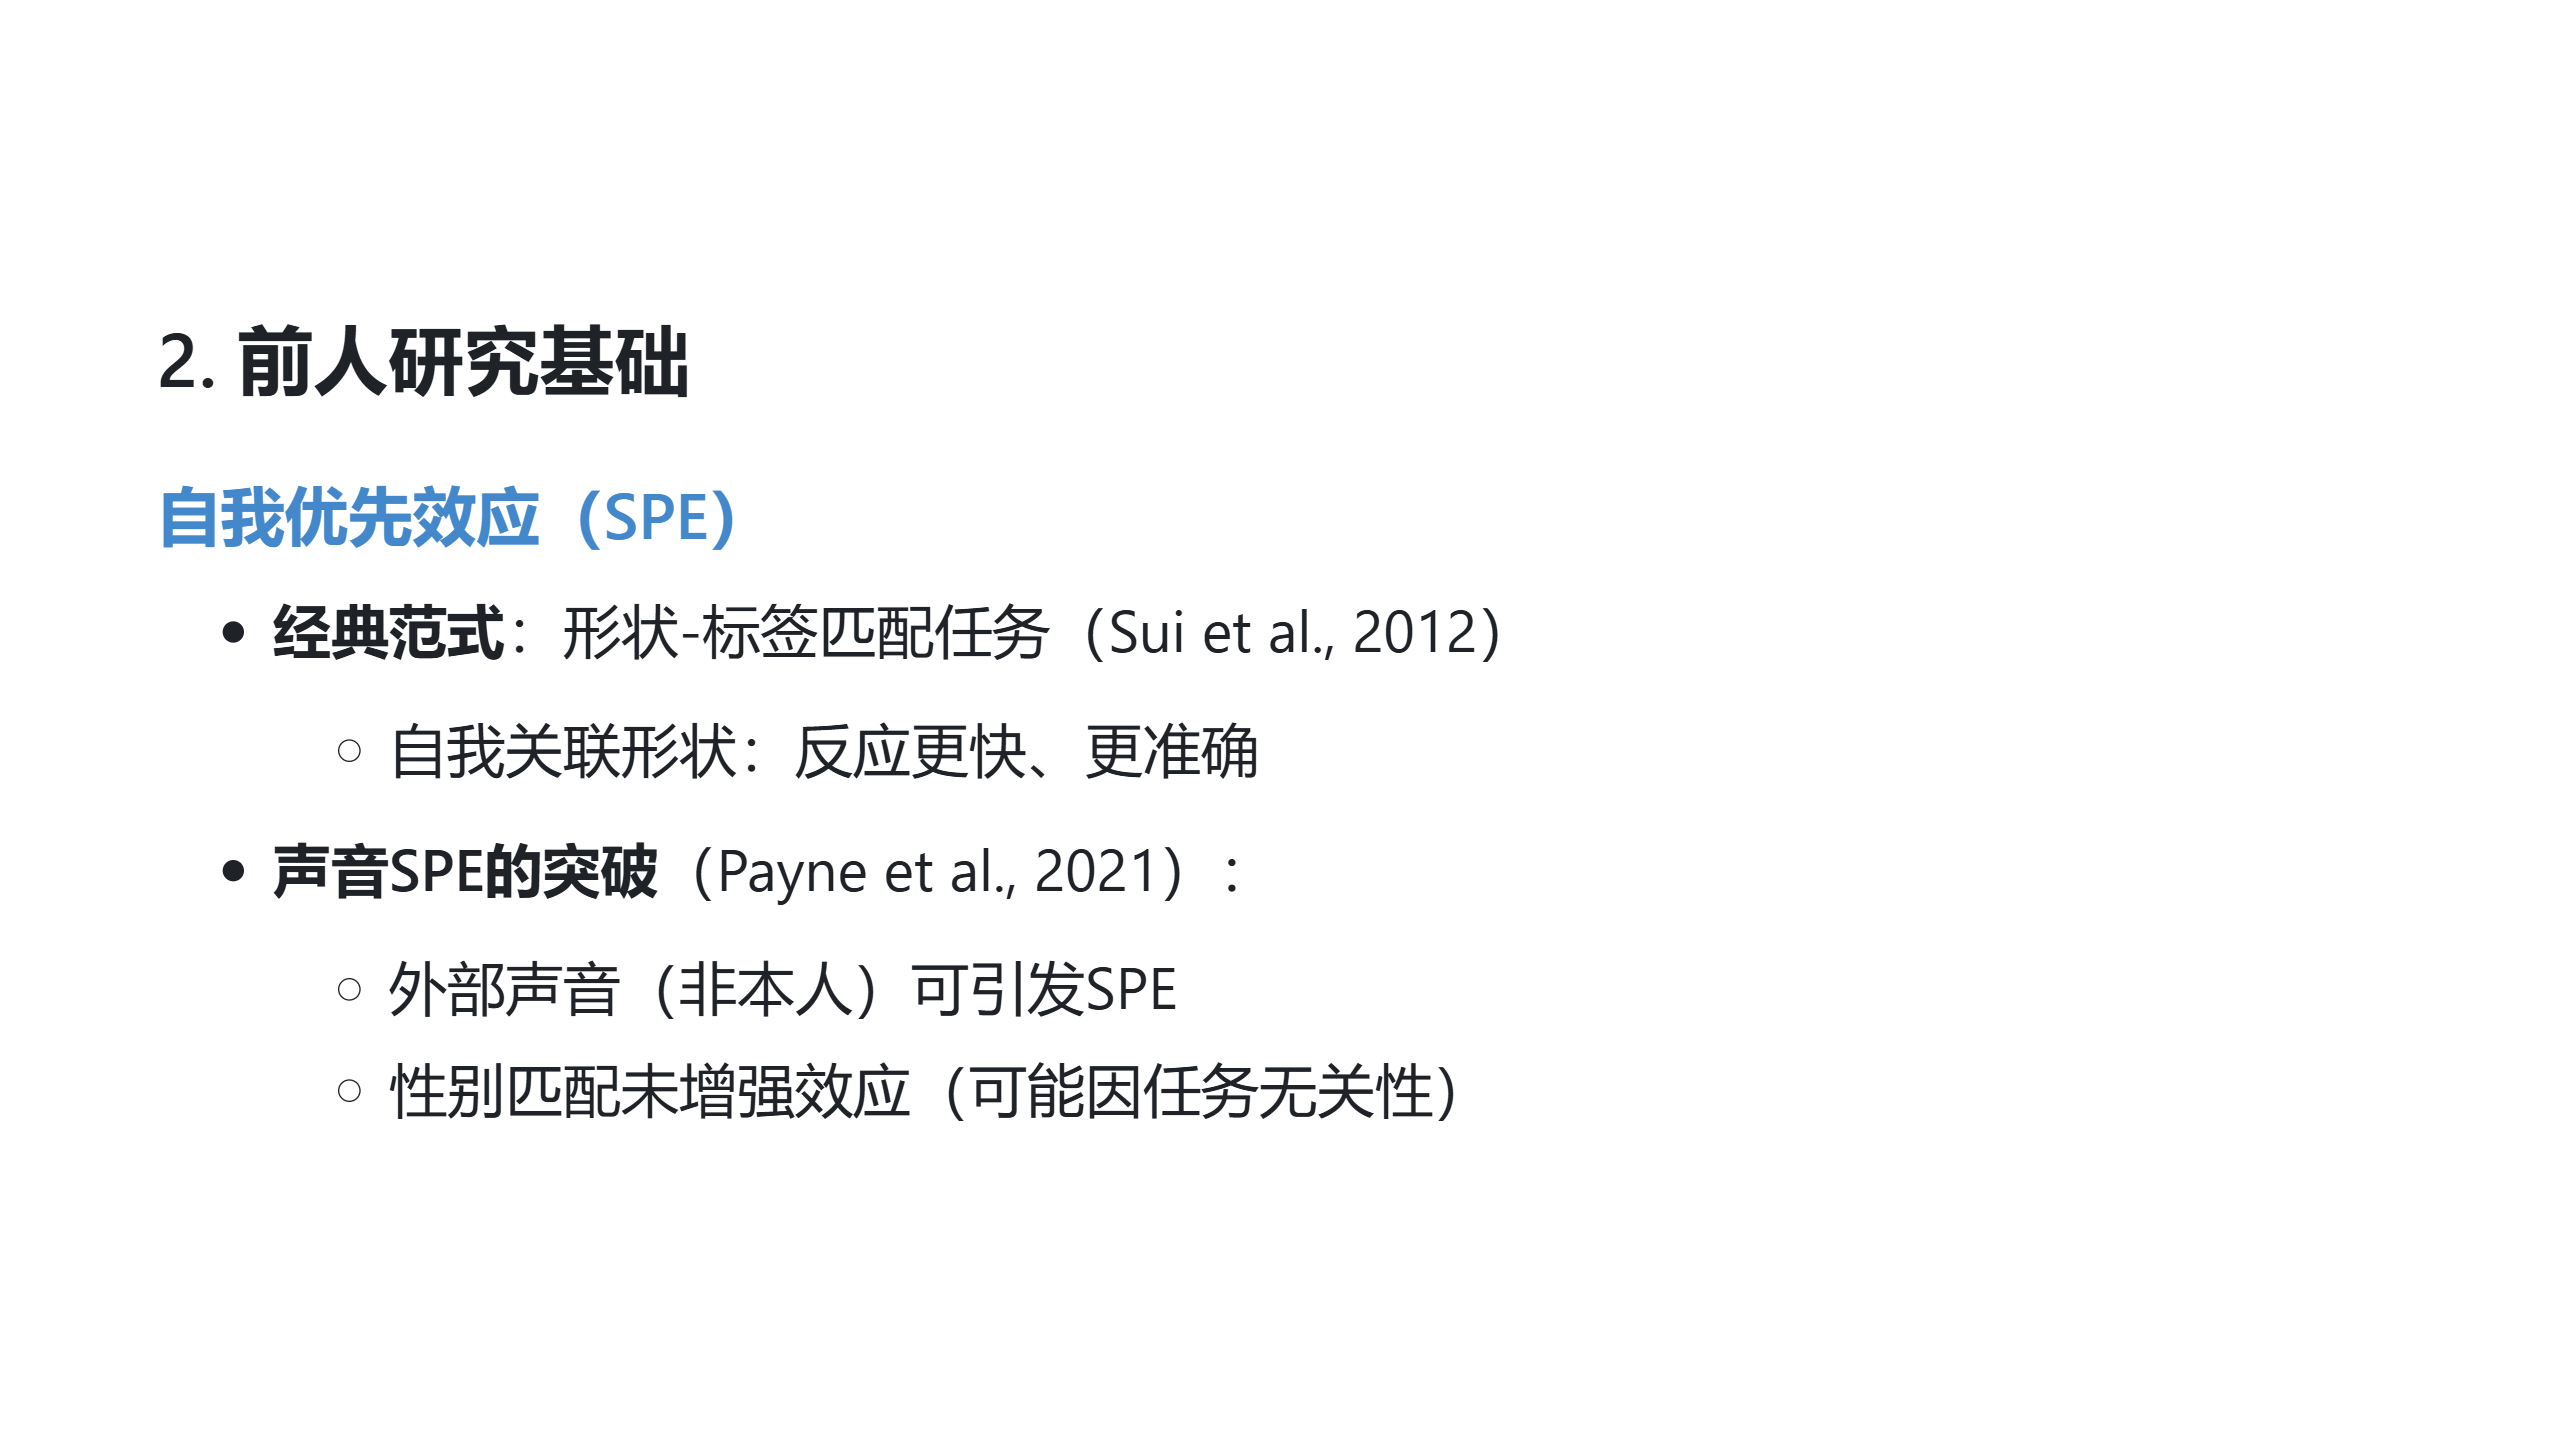 2. 前人研究基础
自我优先效应（SPE）
• 经典范式：形状-标签匹配任务（Sui et al., 2012）
○ 自我关联形状：反应更快、更准确
• 声音SPE的突破（Payne et al., 2021）：
○ 外部声音（非本人）可引发SPE
○ 性别匹配未增强效应（可能因任务无关性）